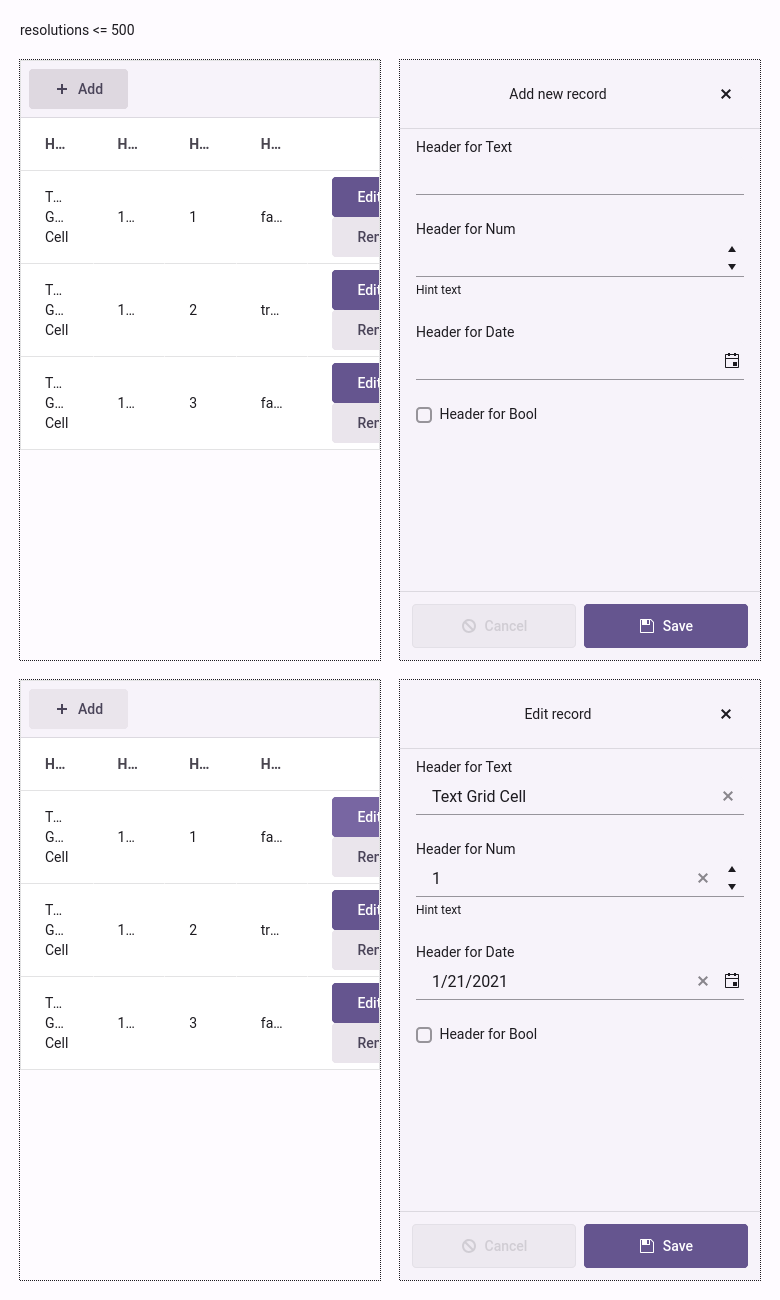 resolutions <= 500
Add
H… H… H… H…
T…
G… 1… 1 fa…
Cell
Edit
Rer
T…
G… 1… 2 tr…
Cell
Edit
Rer
T…
G… 1… 3 fa…
Cell
Edit
Rer
Add new record
Header for Text
Header for Num
Hint text
Header for Date
Header for Bool
Cancel Save
Add
H… H… H… H…
T…
G… 1… 1 fa…
Cell
Edit
Rer
T…
G… 1… 2 tr…
Cell
Edit
Rer
T…
G… 1… 3 fa…
Cell
Edit
Rer
Edit record
Header for Text
Text Grid Cell
Header for Num
1
Hint text
Header for Date
1/21/2021
Header for Bool
Cancel Save